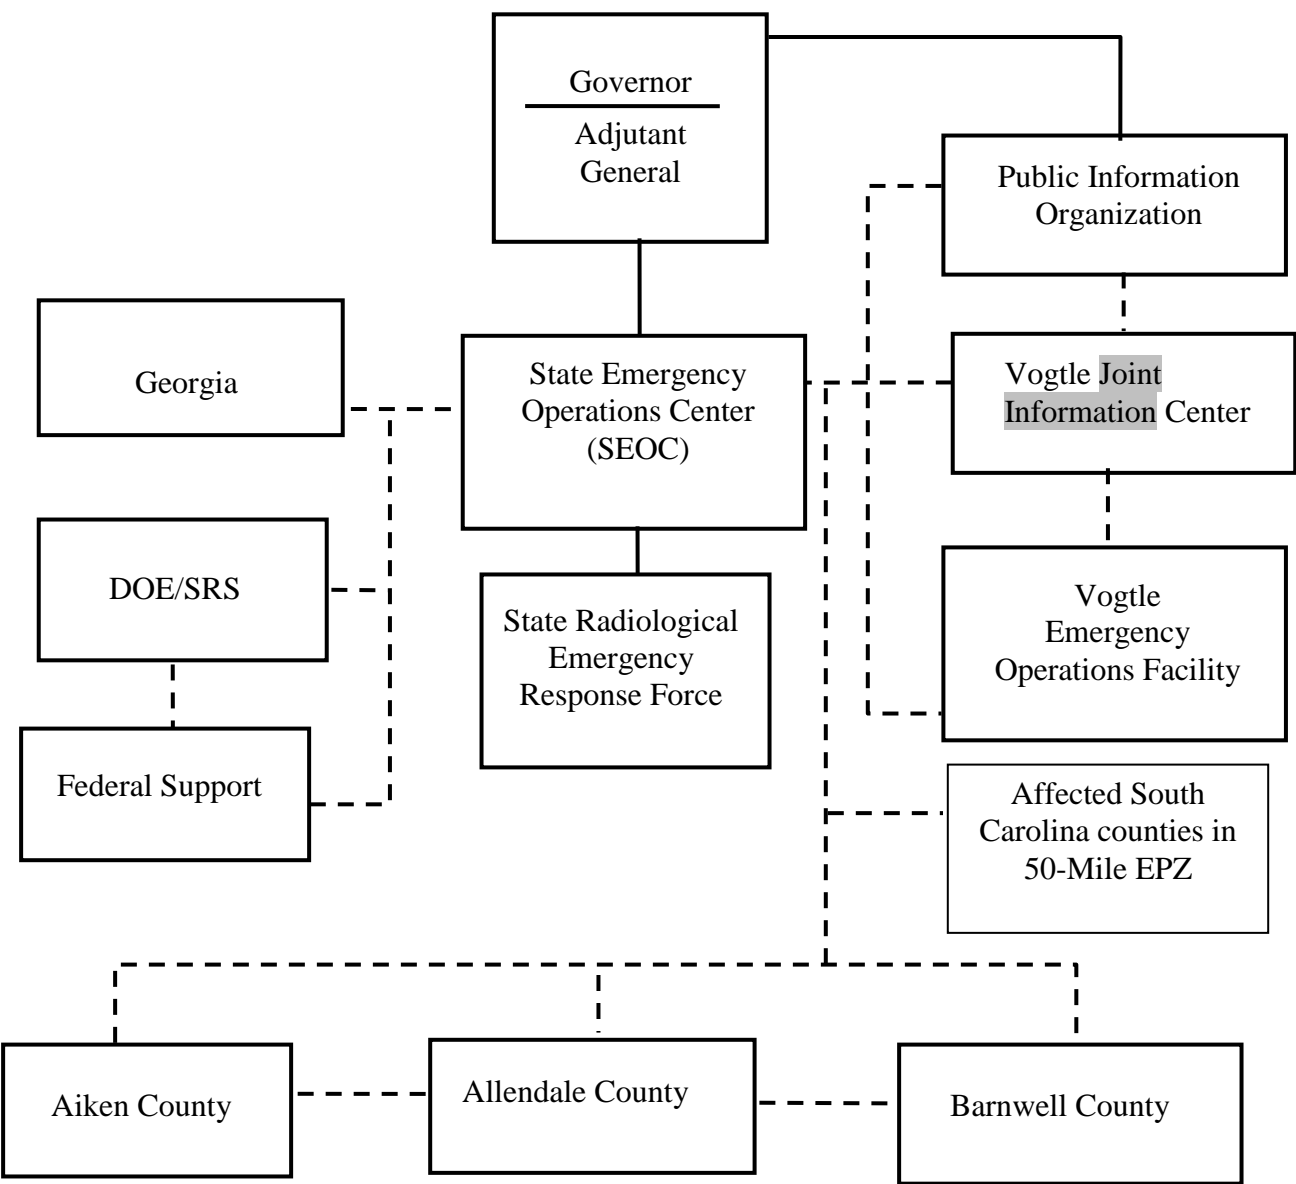 Governor
Adjutant
General
Public Information
Organization
Georgia
State Emergency
Operations Center
(SEOC)
Vogtle Joint
Information Center
DOE/SRS
State Radiological
Emergency
Response Force
Vogtle
Emergency
Operations Facility
Federal Support
Affected South
Carolina counties in
50-Mile EPZ
Aiken County
Allendale County
Barnwell County